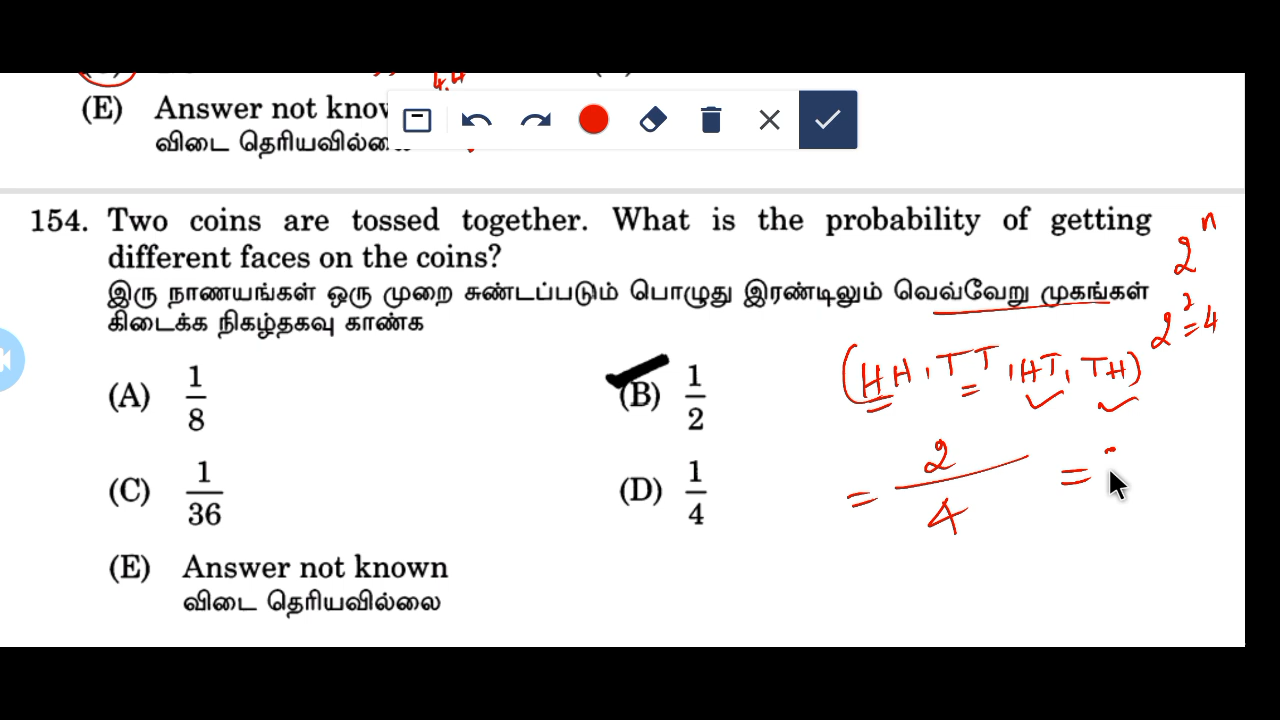 (E) Answer not know
விடை தெரியவில்லை
154. Two coins are tossed together. What is the probability of getting
different faces on the coins?
இரு நாணயங்கள் ஒரு முறை சுண்டப்படும் பொழுது இரண்டிலும் வெவ்வேறு முகங்கள்
கிடைக்க நிகழ்தகவு காண்க
2^n
2^2 = 4
(HH, TT, HT, TH)
(A) 1/8 (B) 1/2
= 2/4 =
(C) 1/36 (D) 1/4
(E) Answer not known
விடை தெரியவில்லை